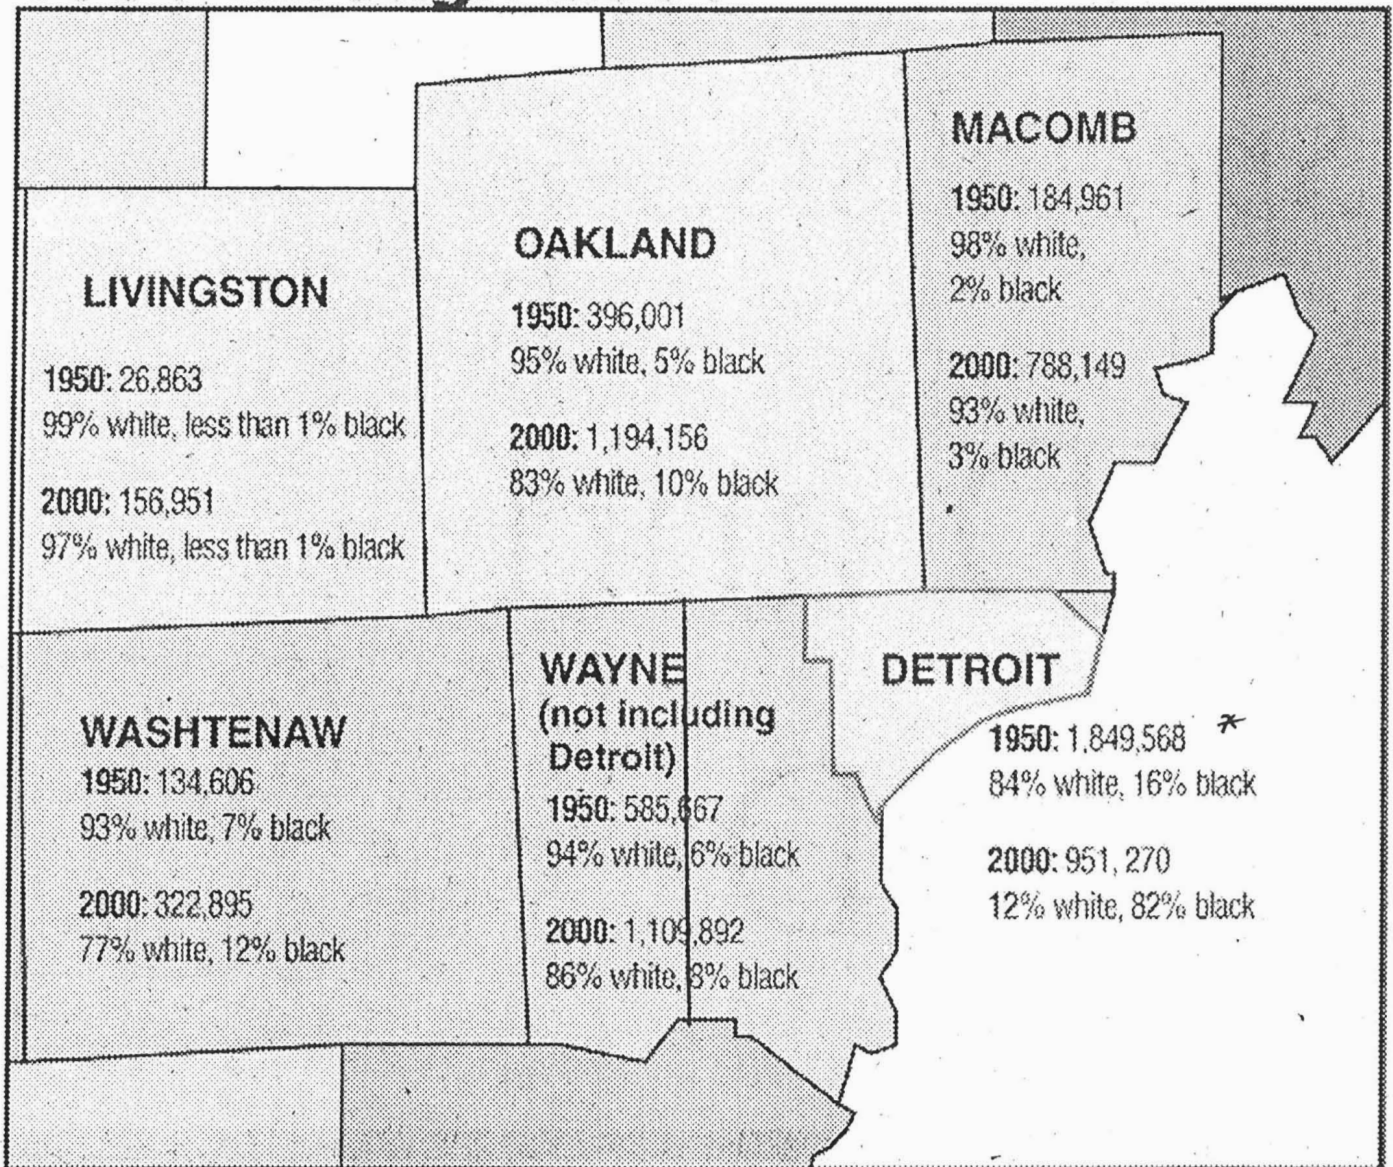 MACOMB
1950: 184,961
98% white,
2% black
2000: 788,149
93% white,
3% black
OAKLAND
1950: 396,001
95% white, 5% black
2000: 1,194,156
83% white, 10% black
LIVINGSTON
1950: 26,863
99% white, less than 1% black
2000: 156,951
97% white, less than 1% black
WASHTENAW
1950: 134,606
93% white, 7% black
2000: 322,895
77% white, 12% black
WAYNE
(not including
Detroit)
1950: 585,667
94% white, 6% black
2000: 1,109,892
86% white, 8% black
DETROIT
1950: 1,849,568 *
84% white, 16% black
2000: 951, 270
12% white, 82% black